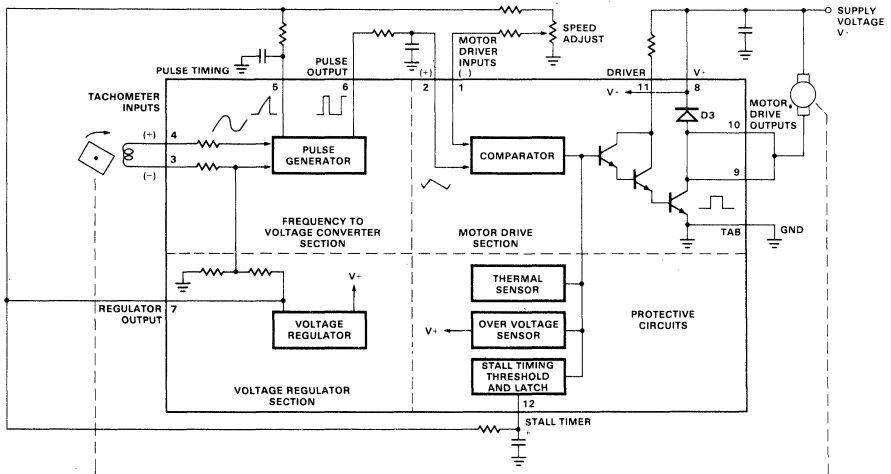 SUPPLY
VOLTAGE
V·
SPEED
ADJUST
MOTOR
DRIVER
INPUTS
PULSE
OUTPUT
PULSE TIMING
(+)
( )
DRIVER
V·
5
6
2
1
11
8
TACHOMETER
INPUTS
V-
D3
MOTOR
DRIVE
OUTPUTS
10
9
(+)
4
3
(−)
PULSE
GENERATOR
COMPARATOR
TAB
GND
FREQUENCY TO
VOLTAGE CONVERTER
SECTION
MOTOR DRIVE
SECTION
V+
THERMAL
SENSOR
REGULATOR
OUTPUT
7
VOLTAGE
REGULATOR
V+
OVER VOLTAGE
SENSOR
PROTECTIVE
CIRCUITS
STALL TIMING
THRESHOLD
AND LATCH
VOLTAGE REGULATOR
SECTION
12
STALL TIMER
+